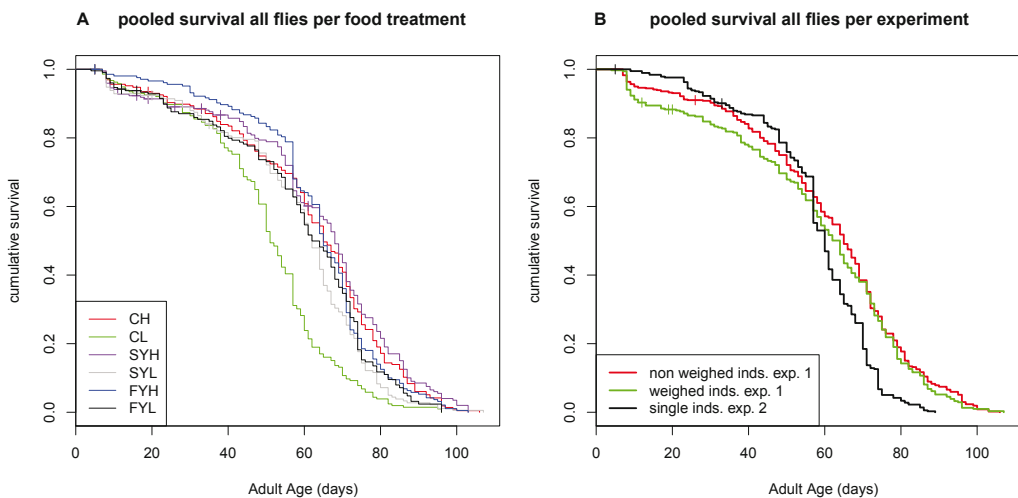 A pooled survival all flies per food treatment
cumulative survival
1.0
0.8
0.6
0.4
0.2
0.0
CH
CL
SYH
SYL
FYH
FYL
0 20 40 60 80 100
Adult Age (days)
B pooled survival all flies per experiment
cumulative survival
1.0
0.8
0.6
0.4
0.2
0.0
non weighed inds. exp. 1
weighed inds. exp. 1
single inds. exp. 2
0 20 40 60 80 100
Adult Age (days)